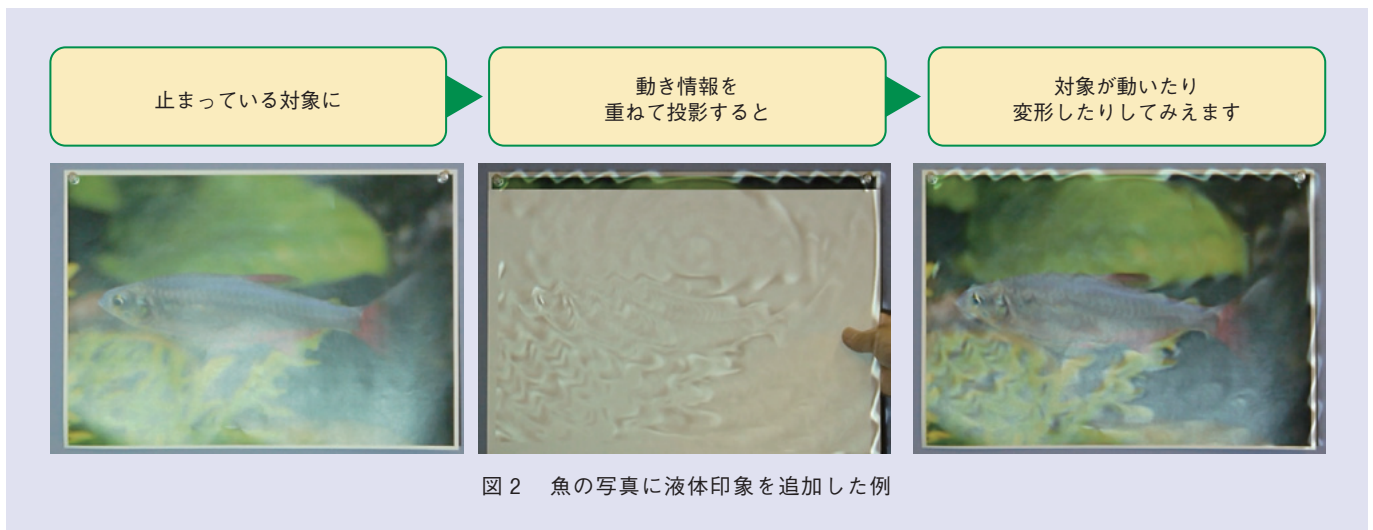 止まっている対象に
動き情報を
重ねて投影すると
対象が動いたり
変形したりしてみえます
図2　魚の写真に液体印象を追加した例